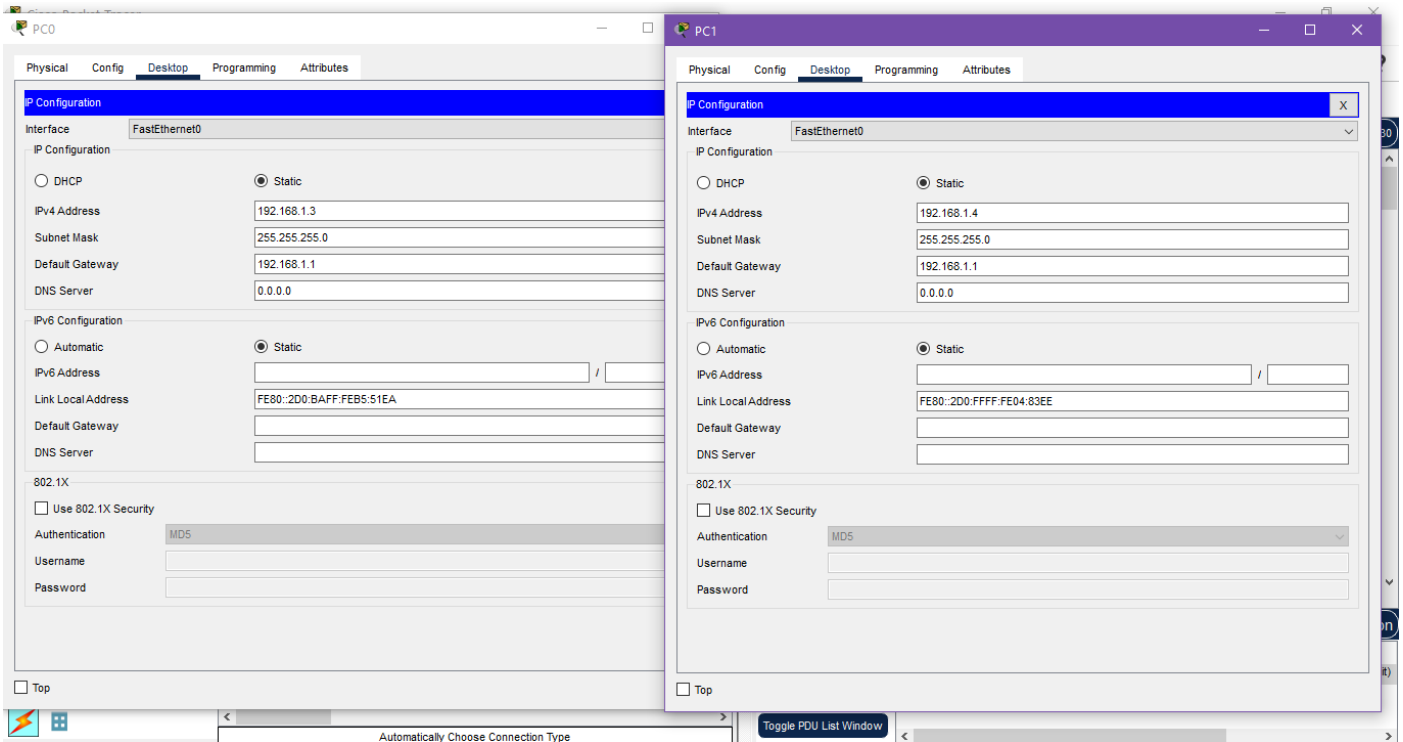 Cisco Packet Tracer
PC0
Physical Config Desktop Programming Attributes
IP Configuration
Interface FastEthernet0
IP Configuration
DHCP Static
IPv4 Address 192.168.1.3
Subnet Mask 255.255.255.0
Default Gateway 192.168.1.1
DNS Server 0.0.0.0
IPv6 Configuration
Automatic Static
IPv6 Address /
Link Local Address FE80::2D0:BAFF:FEB5:51EA
Default Gateway
DNS Server
802.1X
Use 802.1X Security
Authentication MD5
Username
Password
Top
PC1
Physical Config Desktop Programming Attributes
IP Configuration X
Interface FastEthernet0
IP Configuration
DHCP Static
IPv4 Address 192.168.1.4
Subnet Mask 255.255.255.0
Default Gateway 192.168.1.1
DNS Server 0.0.0.0
IPv6 Configuration
Automatic Static
IPv6 Address /
Link Local Address FE80::2D0:FFFF:FE04:83EE
Default Gateway
DNS Server
802.1X
Use 802.1X Security
Authentication MD5
Username
Password
Top
Automatically Choose Connection Type
Toggle PDU List Window